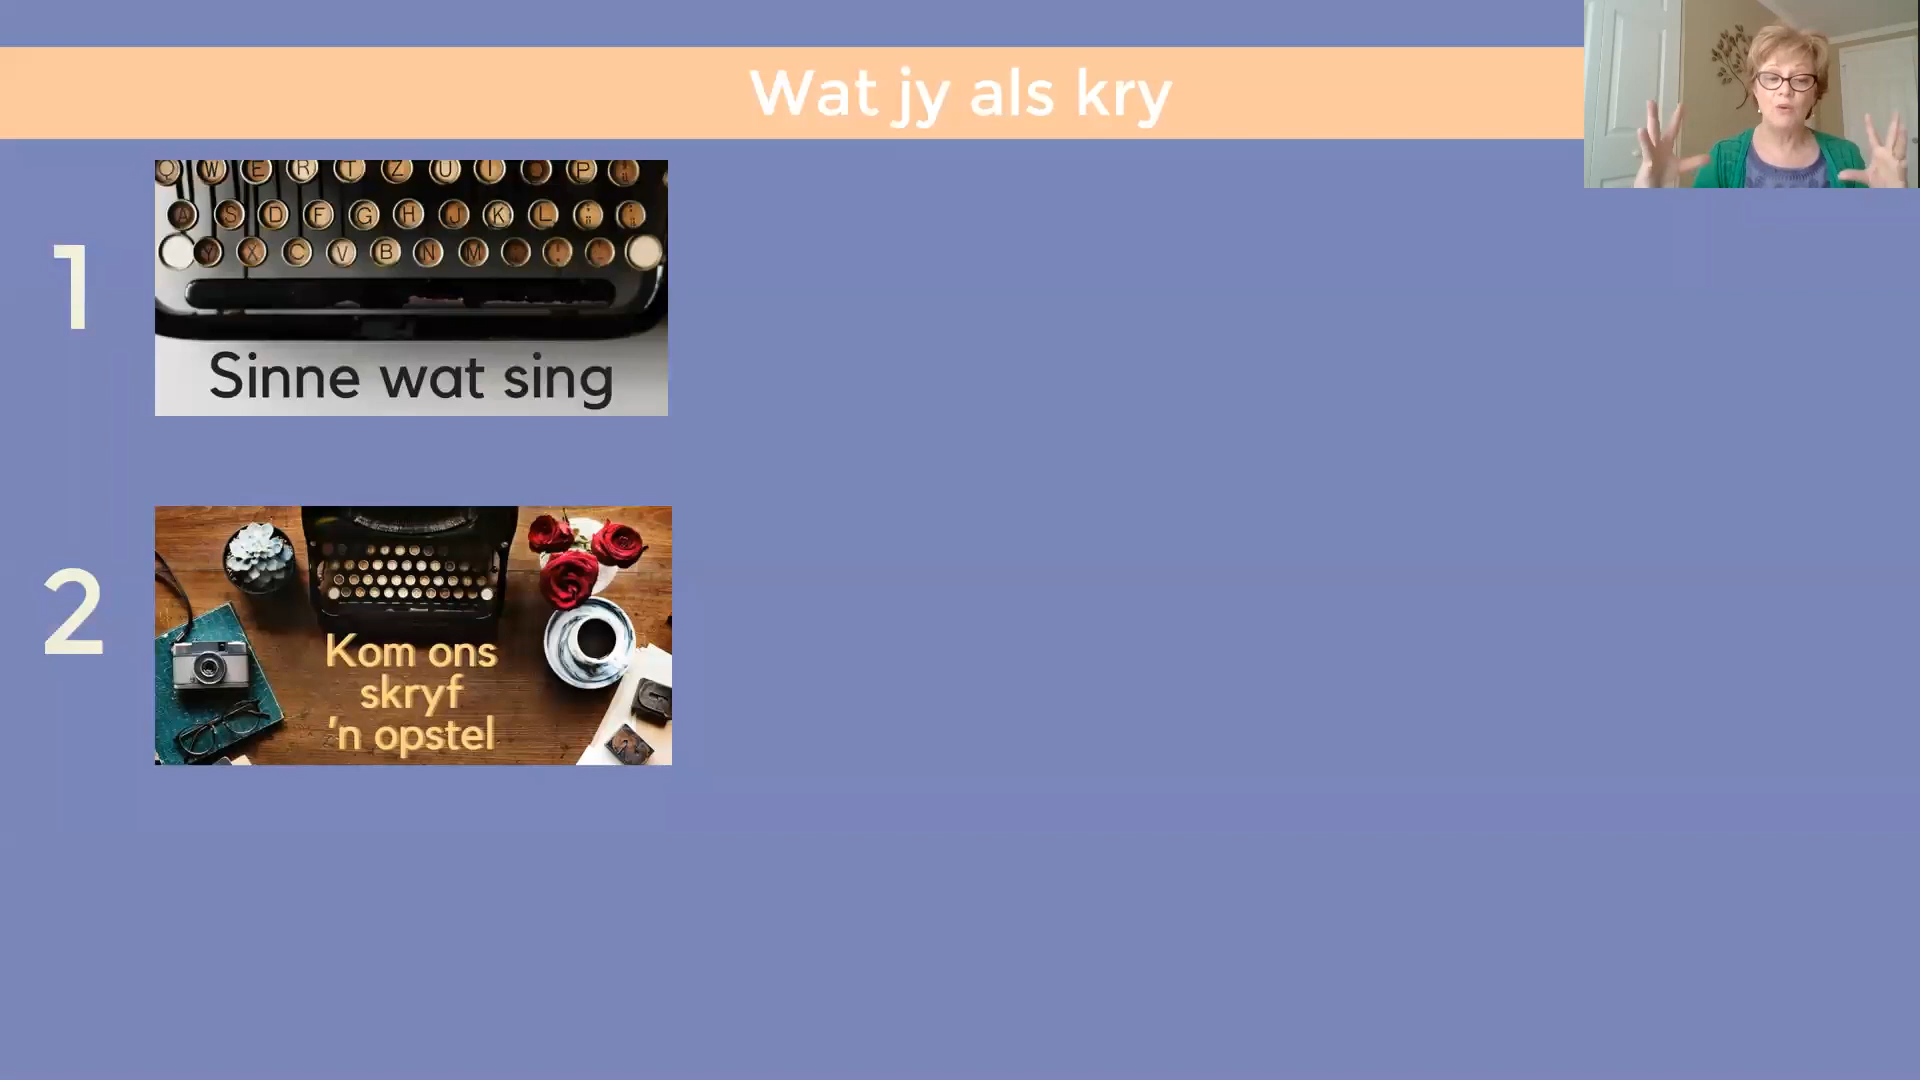 Wat jy als kry
1
Q W E R T Z U I O P Ü
A S D F G H J K L
Y X C V B N M
Sinne wat sing
2
Kom ons
skryf
'n opstel